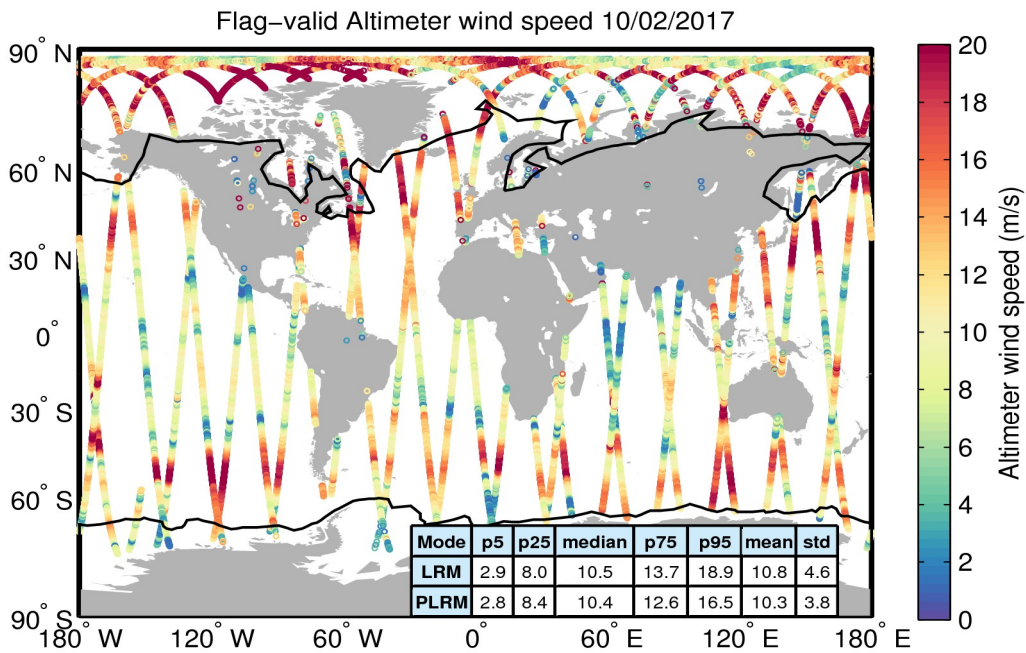 Flag−valid Altimeter wind speed 10/02/2017
90° N
60° N
30° N
0°
30° S
60° S
90° S
180° W
120° W
60° W
0°
60° E
120° E
180° E
Mode p5 p25 median p75 p95 mean std
LRM 2.9 8.0 10.5 13.7 18.9 10.8 4.6
PLRM 2.8 8.4 10.4 12.6 16.5 10.3 3.8
20
18
16
14
12
10
8
6
4
2
0
Altimeter wind speed (m/s)